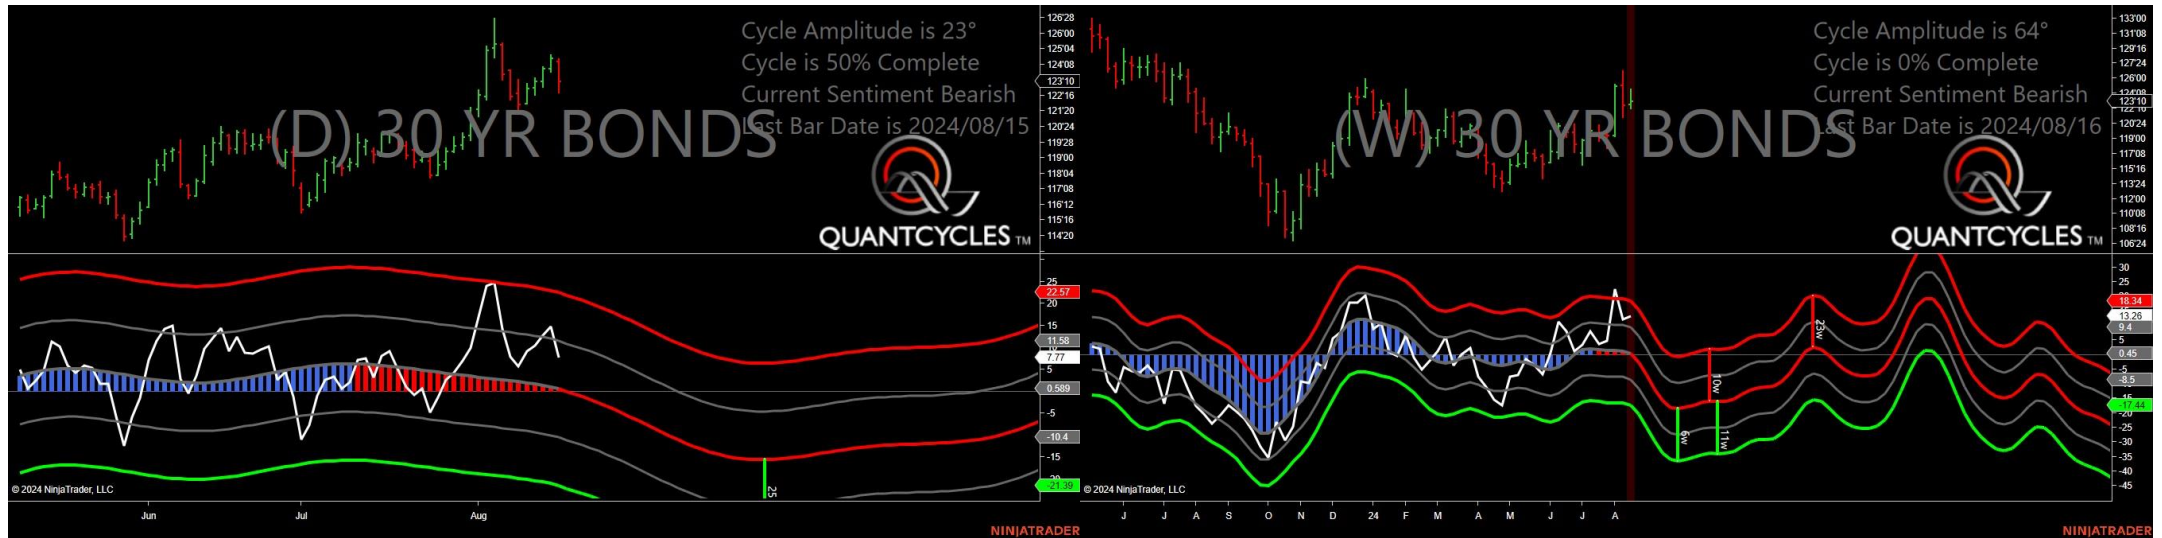 Cycle Amplitude is 23°
Cycle is 50% Complete
Current Sentiment Bearish
Last Bar Date is 2024/08/15
(D) 30 YR BONDS
QUANTCYCLES TM
126'28
126'00
125'04
124'08
123'10
122'16
121'20
120'24
119'28
119'00
118'04
117'08
116'12
115'16
114'20
25
22.57
20
15
11.58
7.77
5
0.589
-5
-10.4
-15
-21.39
25
© 2024 NinjaTrader, LLC
Jun
Jul
Aug
NINJATRADER
Cycle Amplitude is 64°
Cycle is 0% Complete
Current Sentiment Bearish
Last Bar Date is 2024/08/16
(W) 30 YR BONDS
QUANTCYCLES TM
133'00
131'08
129'16
127'24
126'00
124'08
123'10
120'24
119'00
117'08
115'16
113'24
112'00
110'08
108'16
106'24
30
25
18.34
13.26
9.4
5
0.45
-5
-8.5
-17.44
-20
-25
-30
-35
-40
-45
23w
10w
6w
11w
© 2024 NinjaTrader, LLC
J
J
A
S
O
N
D
24
F
M
A
M
J
J
A
NINJATRADER